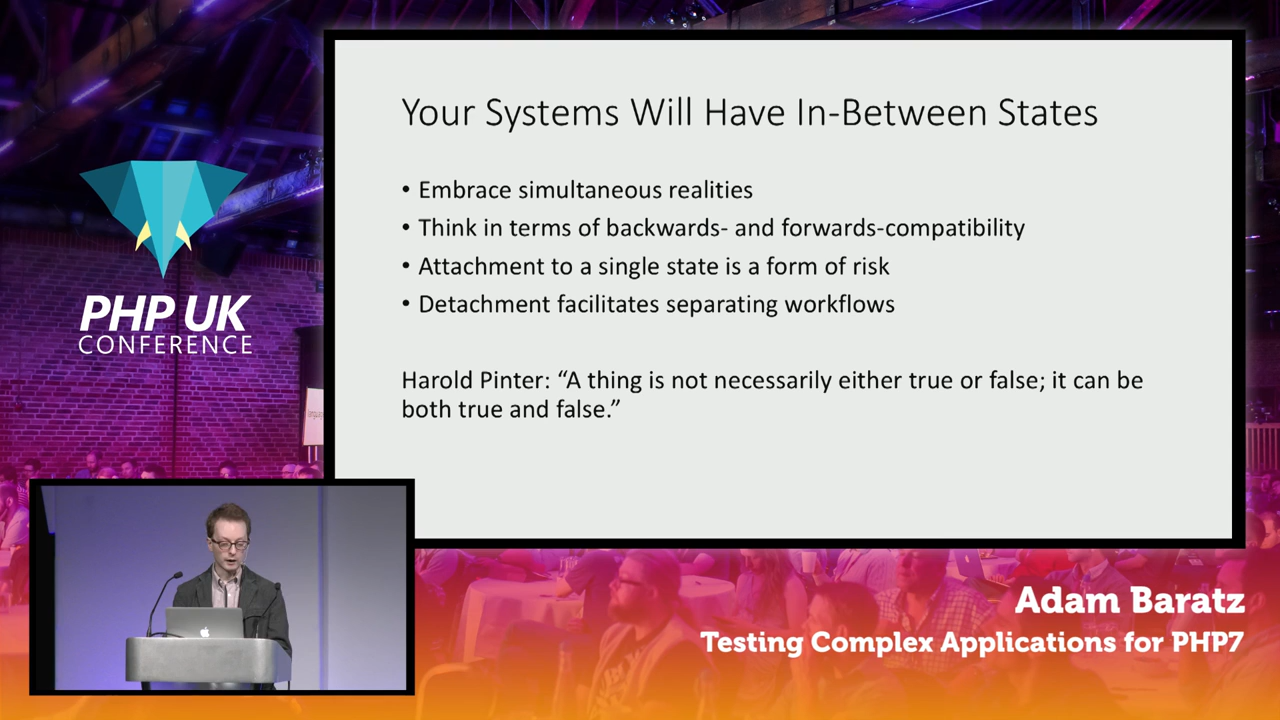 Your Systems Will Have In-Between States
• Embrace simultaneous realities
• Think in terms of backwards- and forwards-compatibility
• Attachment to a single state is a form of risk
• Detachment facilitates separating workflows
Harold Pinter: “A thing is not necessarily either true or false; it can be
both true and false.”
PHP UK
CONFERENCE
Adam Baratz
Testing Complex Applications for PHP7